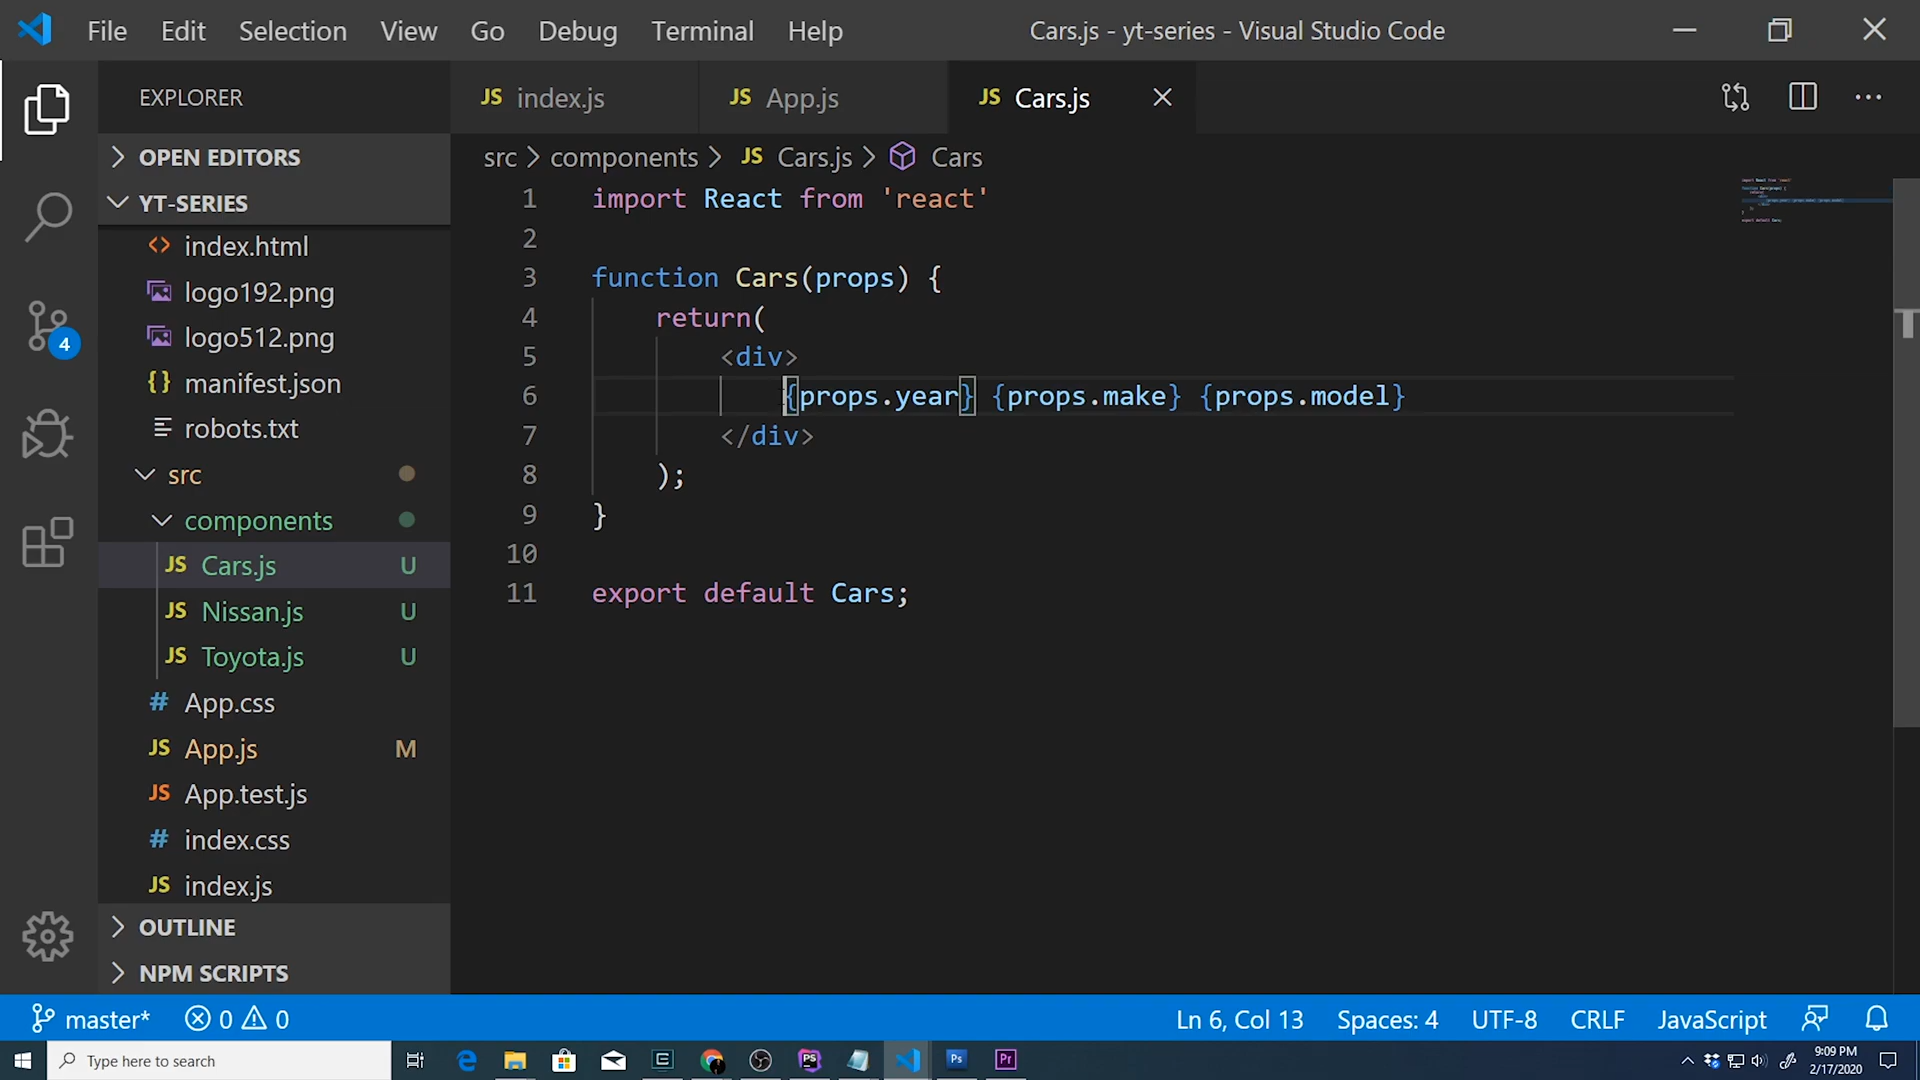 File Edit Selection View Go Debug Terminal Help
Cars.js - yt-series - Visual Studio Code
EXPLORER
OPEN EDITORS
YT-SERIES
<> index.html
logo192.png
logo512.png
{} manifest.json
robots.txt
src
components
JS Cars.js U
JS Nissan.js U
JS Toyota.js U
# App.css
JS App.js M
JS App.test.js
# index.css
JS index.js
OUTLINE
NPM SCRIPTS
4
JS index.js
JS App.js
JS Cars.js
src > components > JS Cars.js > Cars
1 import React from 'react'
2
3 function Cars(props) {
4 return(
5 <div>
6 {props.year} {props.make} {props.model}
7 </div>
8 );
9 }
10
11 export default Cars;
master* 0 0
Ln 6, Col 13 Spaces: 4 UTF-8 CRLF JavaScript
Type here to search
PS
Ps
Pr
9:09 PM
2/17/2020